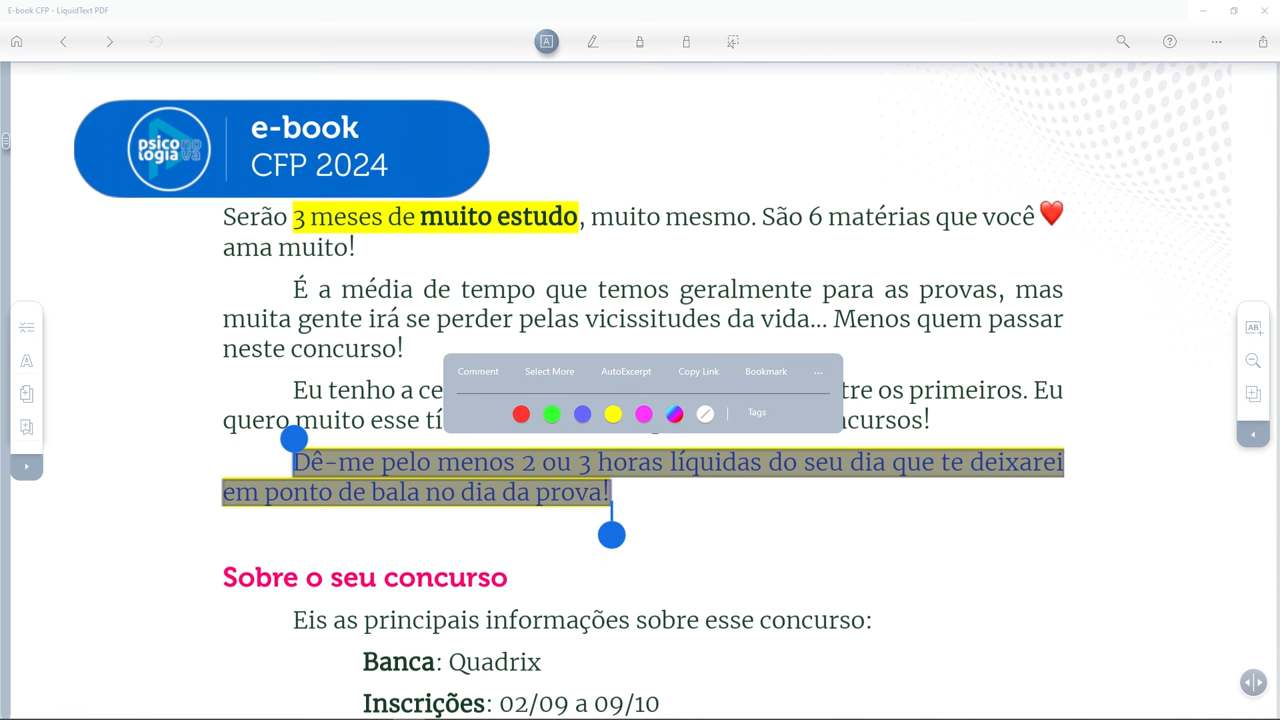 E-book CFP - LiquidText PDF
psico
logia
no
va
e-book
CFP 2024
Serão 3 meses de muito estudo, muito mesmo. São 6 matérias que você ❤️
ama muito!
É a média de tempo que temos geralmente para as provas, mas
muita gente irá se perder pelas vicissitudes da vida... Menos quem passar
neste concurso!
Comment Select More AutoExcerpt Copy Link Bookmark ...
Tags
Eu tenho a ce tre os primeiros. Eu
quero muito esse tí ncursos!
Dê-me pelo menos 2 ou 3 horas líquidas do seu dia que te deixarei
em ponto de bala no dia da prova!
Sobre o seu concurso
Eis as principais informações sobre esse concurso:
Banca: Quadrix
Inscrições: 02/09 a 09/10